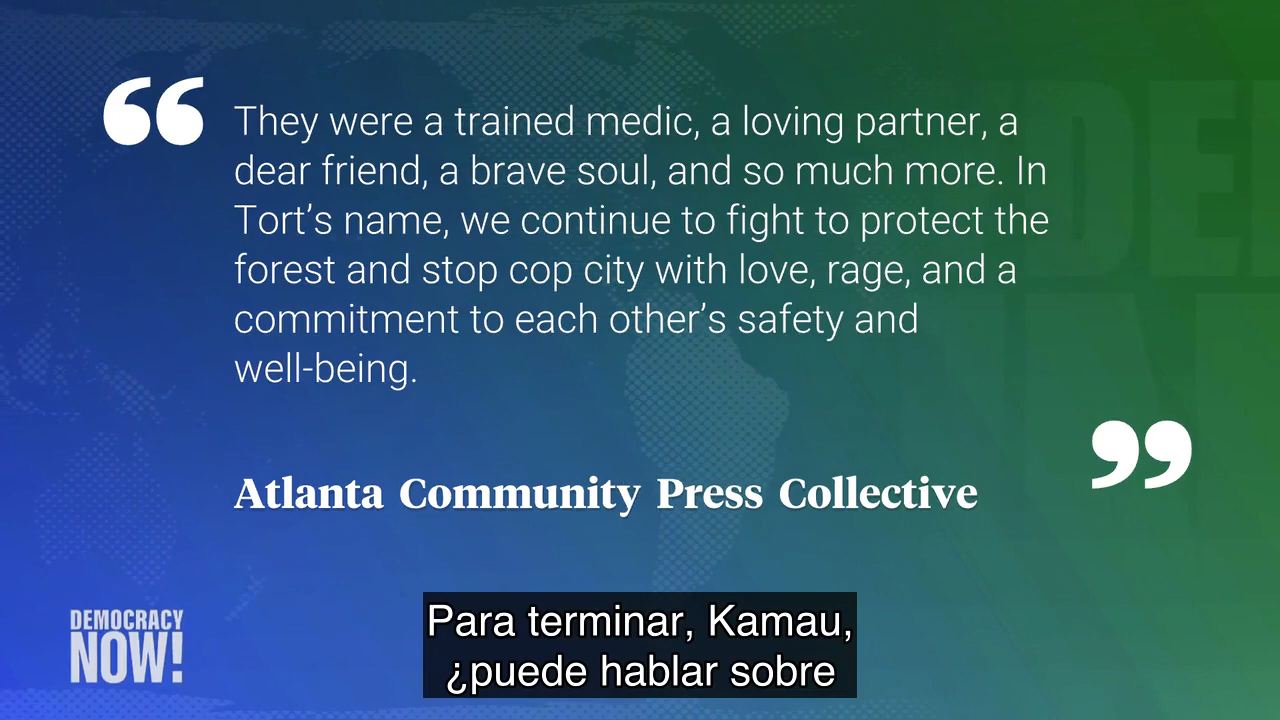 “ They were a trained medic, a loving partner, a
dear friend, a brave soul, and so much more. In
Tort’s name, we continue to fight to protect the
forest and stop cop city with love, rage, and a
commitment to each other’s safety and
well-being. ”
Atlanta Community Press Collective
DEMOCRACY
NOW!
Para terminar, Kamau,
¿puede hablar sobre